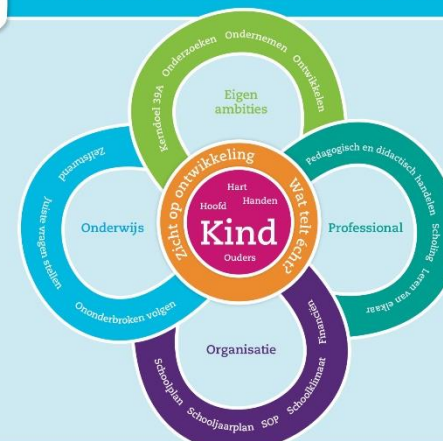 Kerndoel 39A Onderzoeken Ondernemen Ontwikkelen
Eigen
ambities
Zelfsturend
Juiste vragen stellen
Ononderbroken volgen
Onderwijs
Zicht op ontwikkeling
Wat telt écht?
Hart
Hoofd Handen
Kind
Ouders
Pedagogisch en didactisch handelen
Scholing
Leren van elkaar
Professional
Organisatie
Schoolplan Schooljaarplan SOP Schoolklimaat Financiën